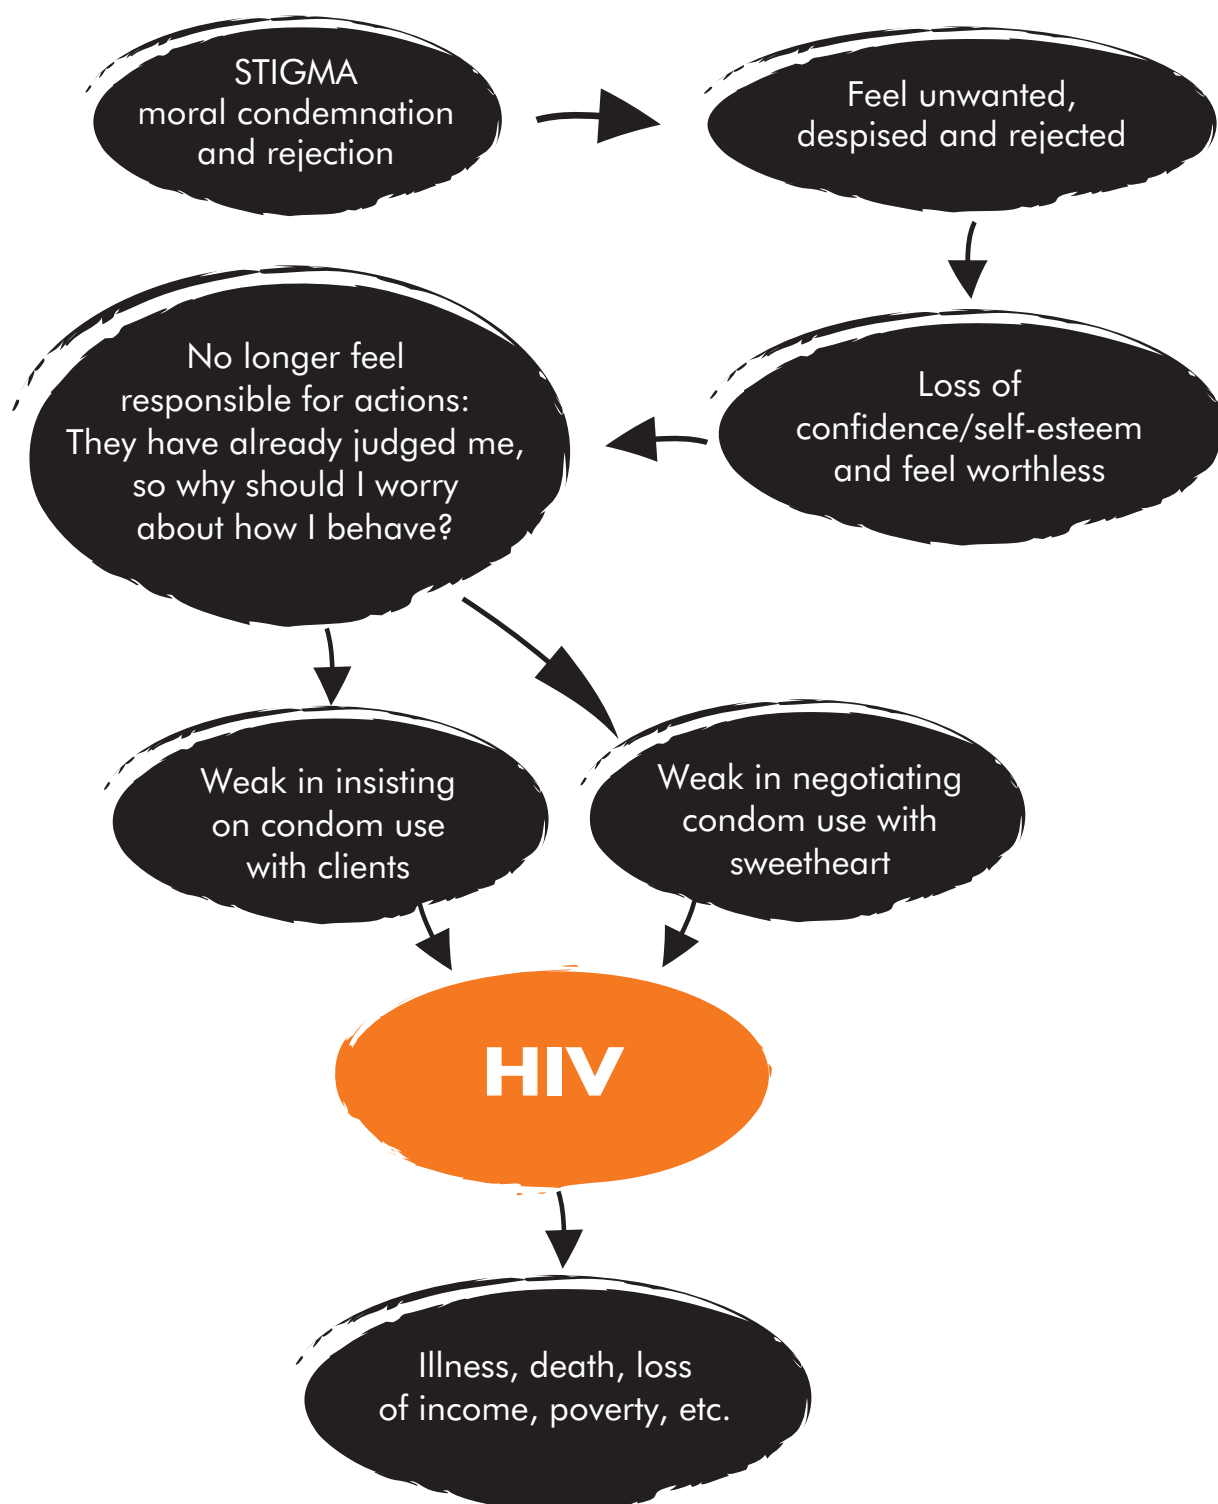 STIGMA
moral condemnation
and rejection
Feel unwanted,
despised and rejected
Loss of
confidence/self-esteem
and feel worthless
No longer feel
responsible for actions:
They have already judged me,
so why should I worry
about how I behave?
Weak in insisting
on condom use
with clients
Weak in negotiating
condom use with
sweetheart
HIV
Illness, death, loss
of income, poverty, etc.